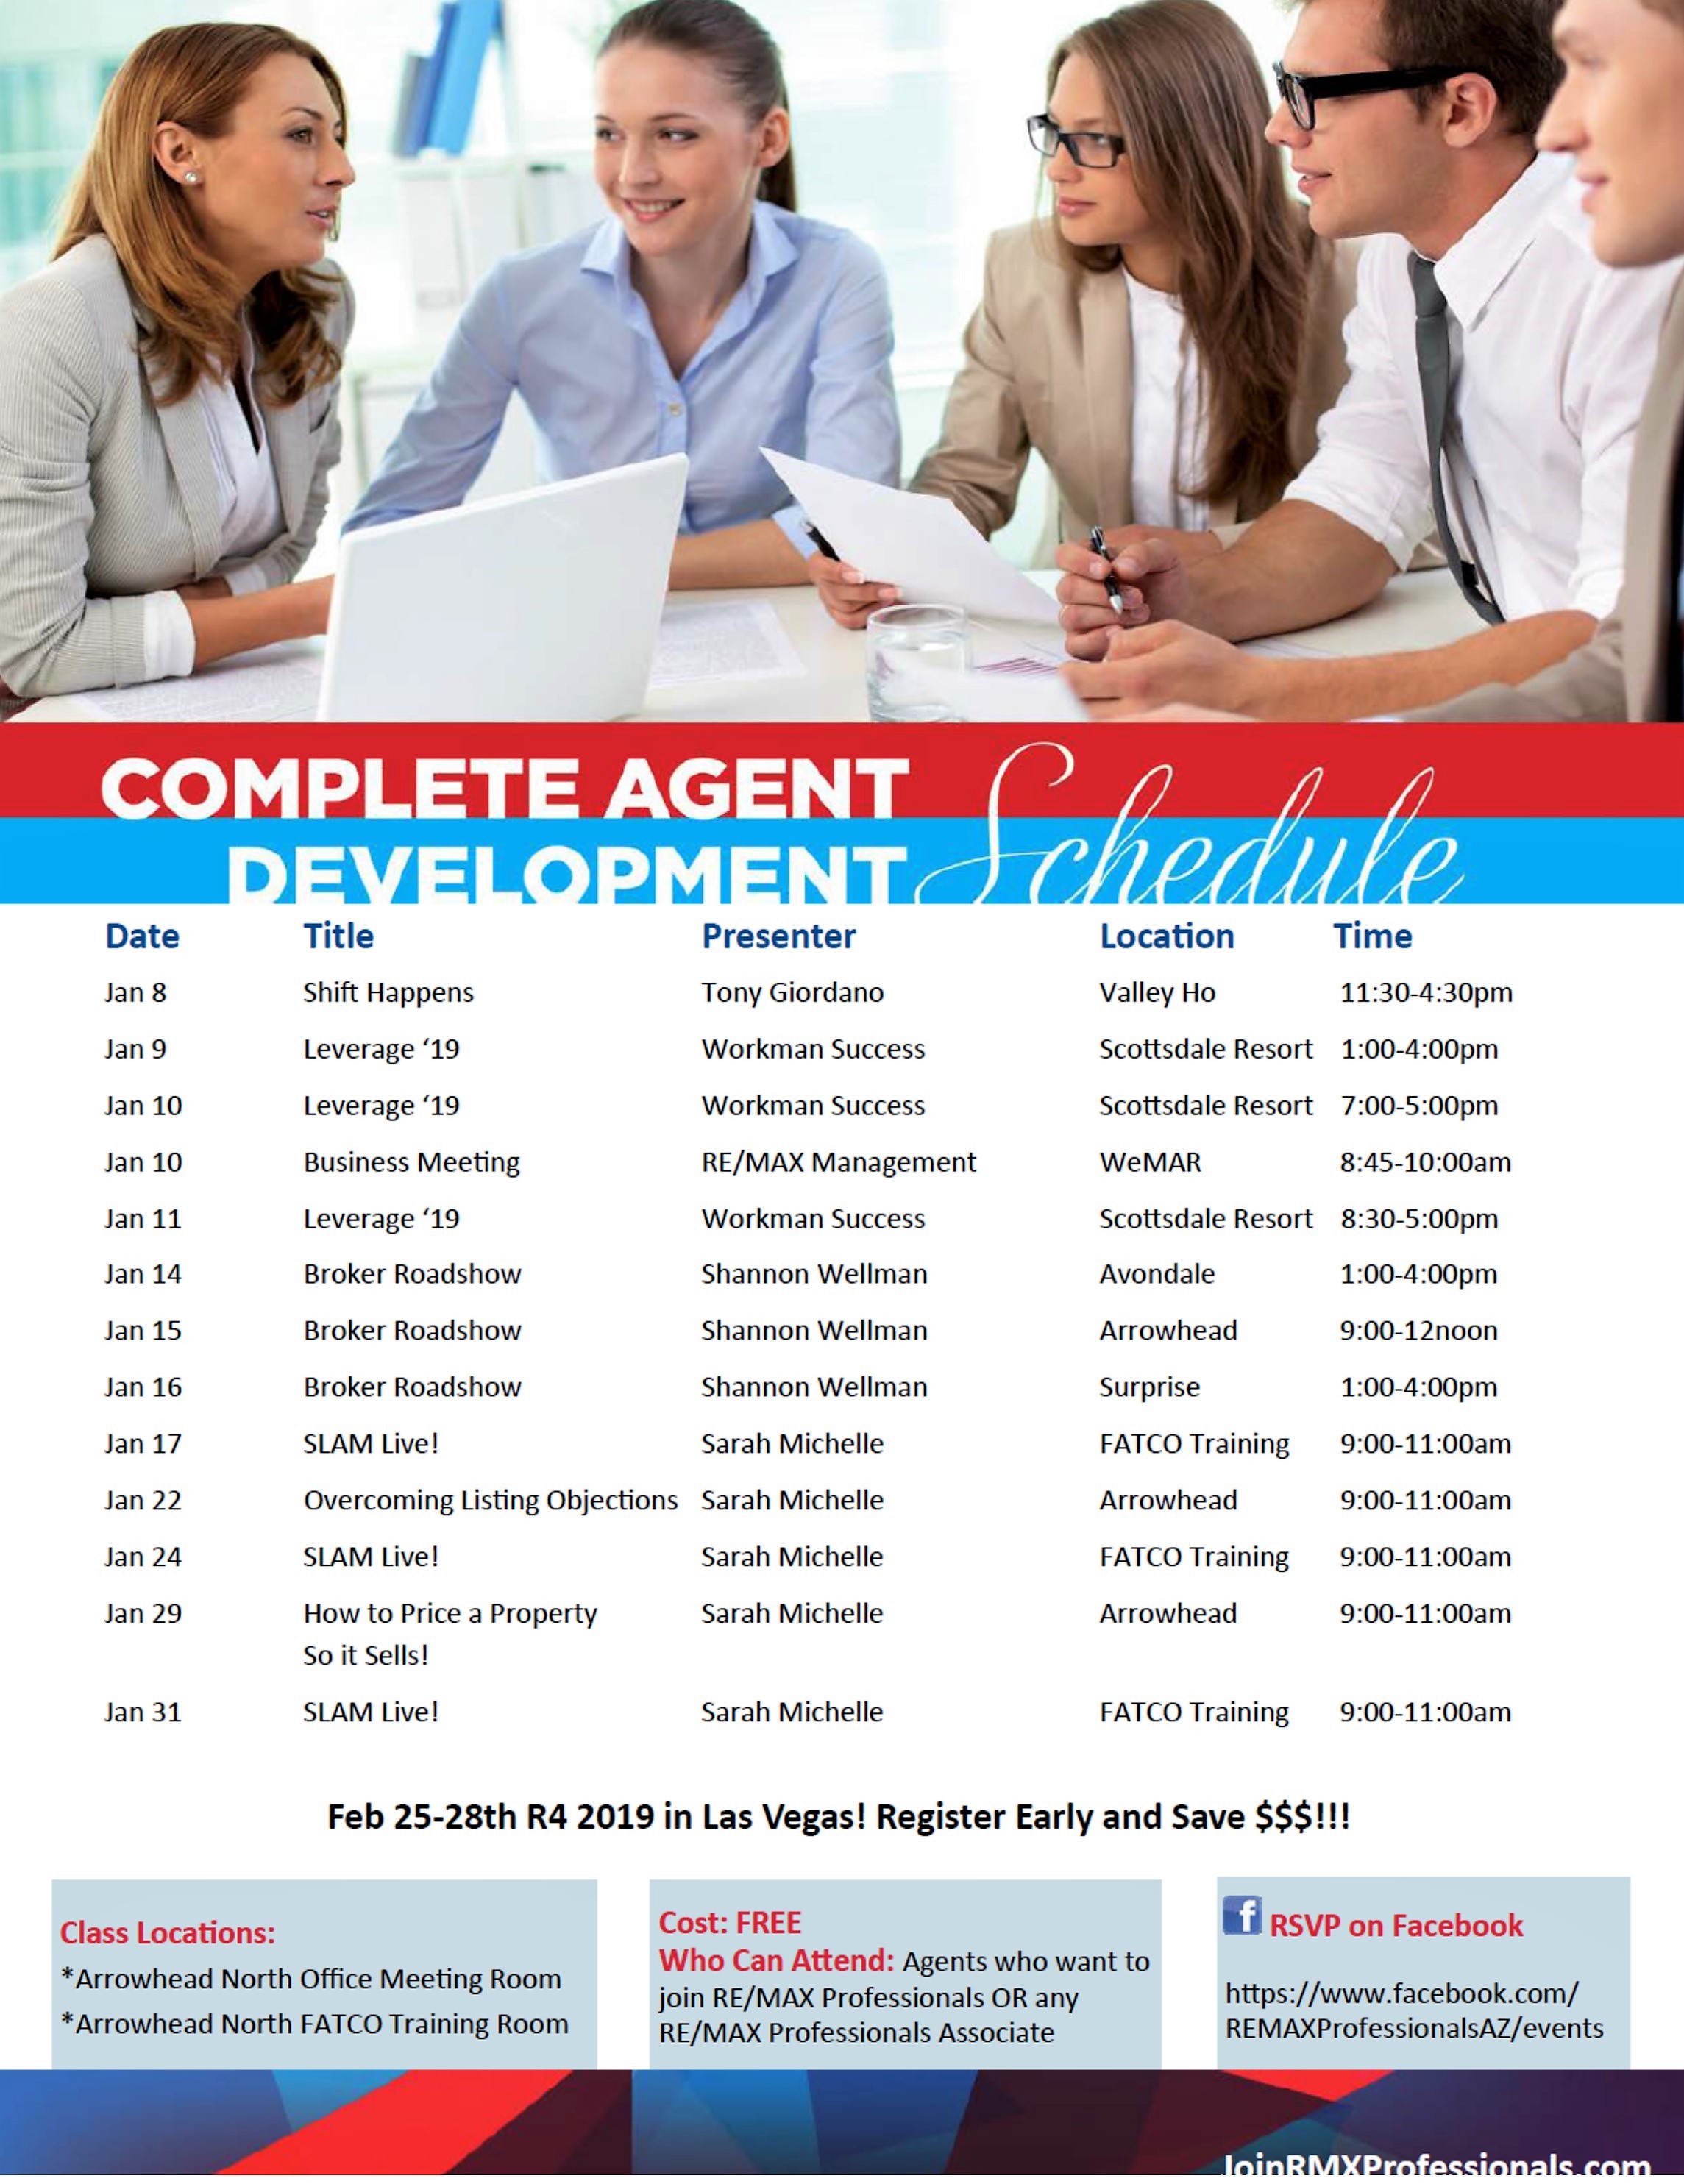 COMPLETE AGENT
DEVELOPMENT Schedule
Date Title Presenter Location Time
Jan 8 Shift Happens Tony Giordano Valley Ho 11:30-4:30pm
Jan 9 Leverage ‘19 Workman Success Scottsdale Resort 1:00-4:00pm
Jan 10 Leverage ‘19 Workman Success Scottsdale Resort 7:00-5:00pm
Jan 10 Business Meeting RE/MAX Management WeMAR 8:45-10:00am
Jan 11 Leverage ‘19 Workman Success Scottsdale Resort 8:30-5:00pm
Jan 14 Broker Roadshow Shannon Wellman Avondale 1:00-4:00pm
Jan 15 Broker Roadshow Shannon Wellman Arrowhead 9:00-12noon
Jan 16 Broker Roadshow Shannon Wellman Surprise 1:00-4:00pm
Jan 17 SLAM Live! Sarah Michelle FATCO Training 9:00-11:00am
Jan 22 Overcoming Listing Objections Sarah Michelle Arrowhead 9:00-11:00am
Jan 24 SLAM Live! Sarah Michelle FATCO Training 9:00-11:00am
Jan 29 How to Price a Property Sarah Michelle Arrowhead 9:00-11:00am
So it Sells!
Jan 31 SLAM Live! Sarah Michelle FATCO Training 9:00-11:00am
Feb 25-28th R4 2019 in Las Vegas! Register Early and Save $$$!!!
Class Locations:
*Arrowhead North Office Meeting Room
*Arrowhead North FATCO Training Room
Cost: FREE
Who Can Attend: Agents who want to
join RE/MAX Professionals OR any
RE/MAX Professionals Associate
f RSVP on Facebook
https://www.facebook.com/
REMAXProfessionalsAZ/events
JoinRMXProfessionals.com